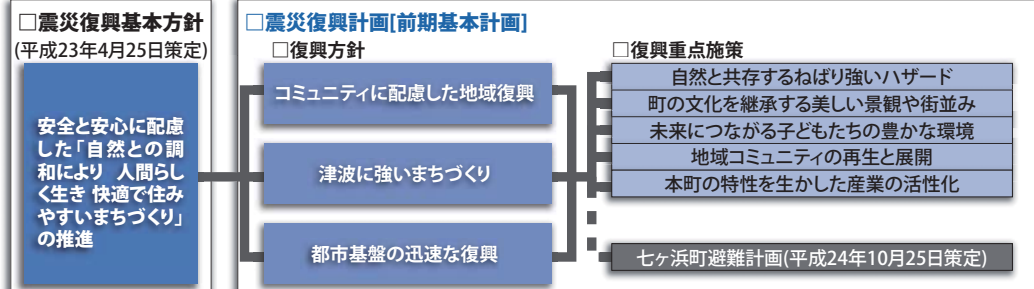 □震災復興基本方針
(平成23年4月25日策定)
安全と安心に配慮
した「自然との調
和により 人間らし
く生き 快適で住み
やすいまちづくり」
の推進
□震災復興計画[前期基本計画]
□復興方針
コミュニティに配慮した地域復興
津波に強いまちづくり
都市基盤の迅速な復興
□復興重点施策
自然と共存するねばり強いハザード
町の文化を継承する美しい景観や街並み
未来につながる子どもたちの豊かな環境
地域コミュニティの再生と展開
本町の特性を生かした産業の活性化
七ヶ浜町避難計画(平成24年10月25日策定)